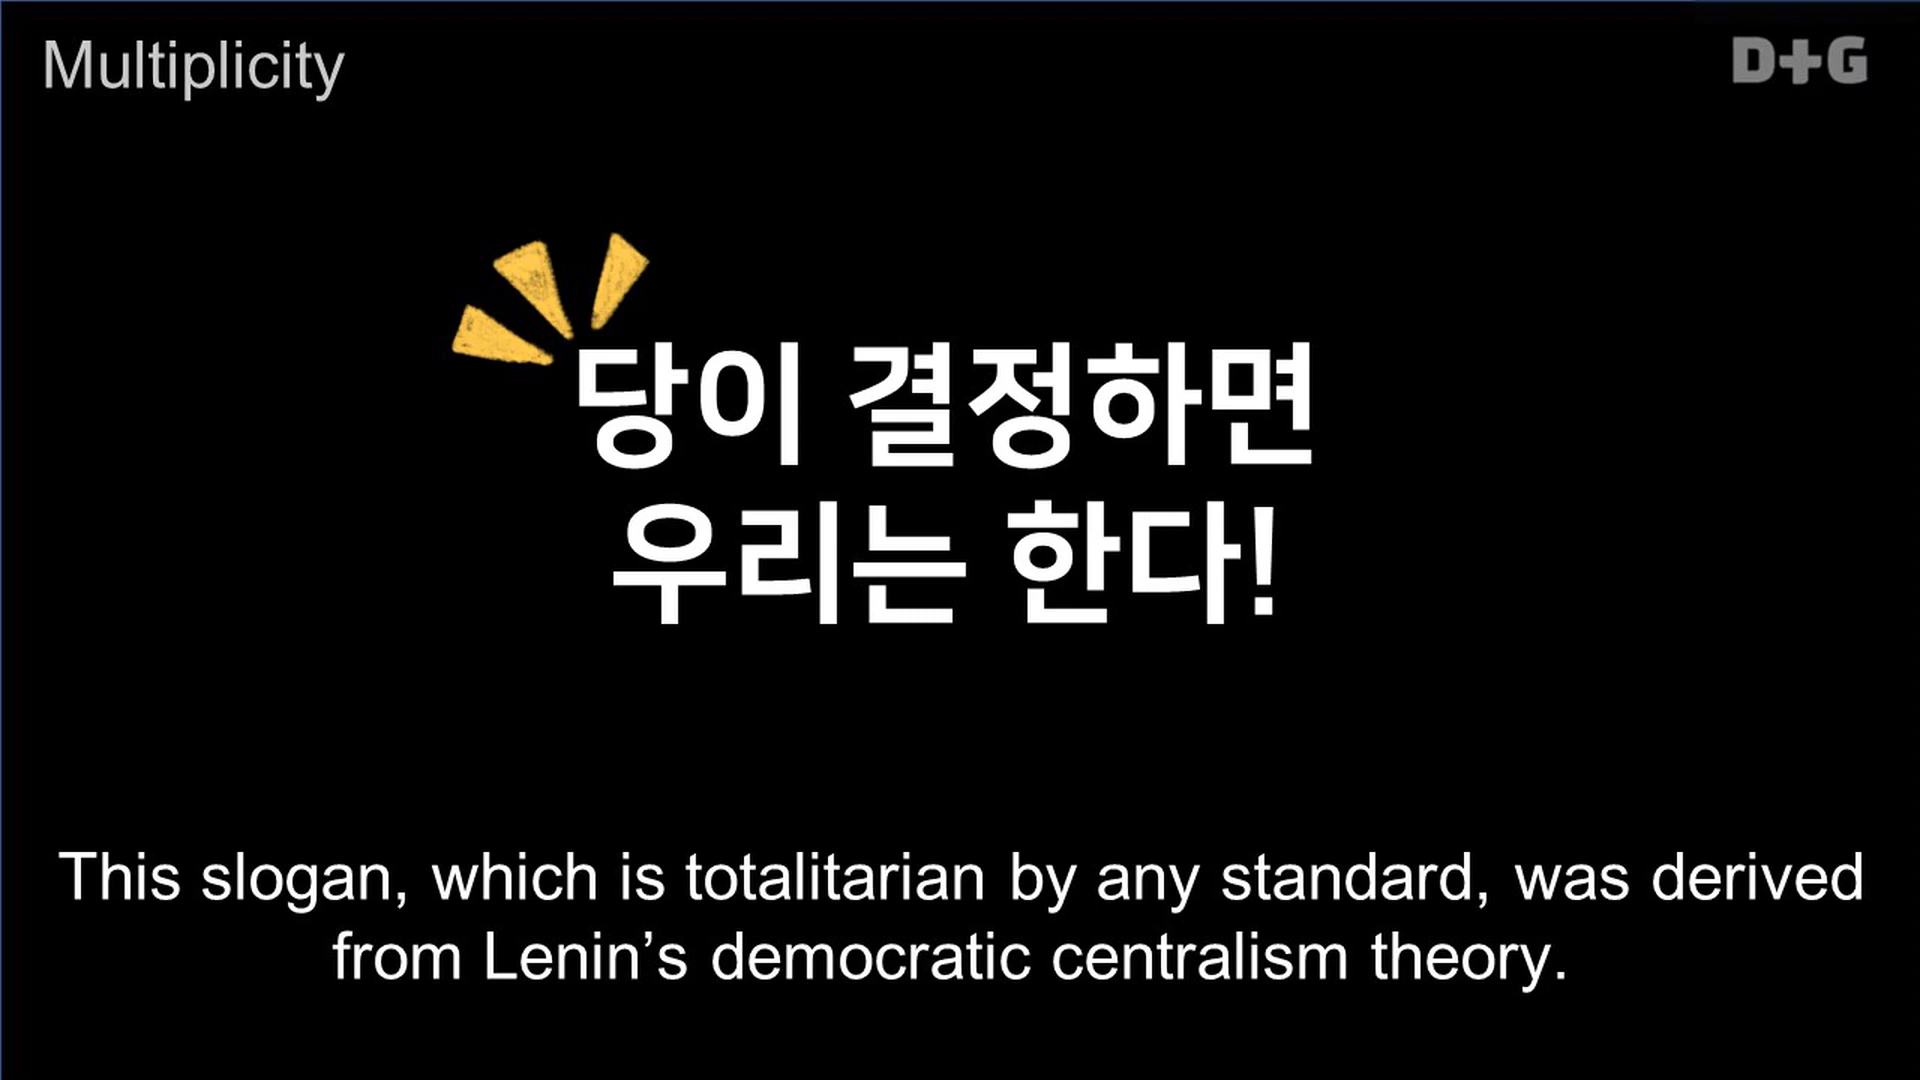 Multiplicity
D+G
당이 결정하면
우리는 한다!
This slogan, which is totalitarian by any standard, was derived
from Lenin’s democratic centralism theory.